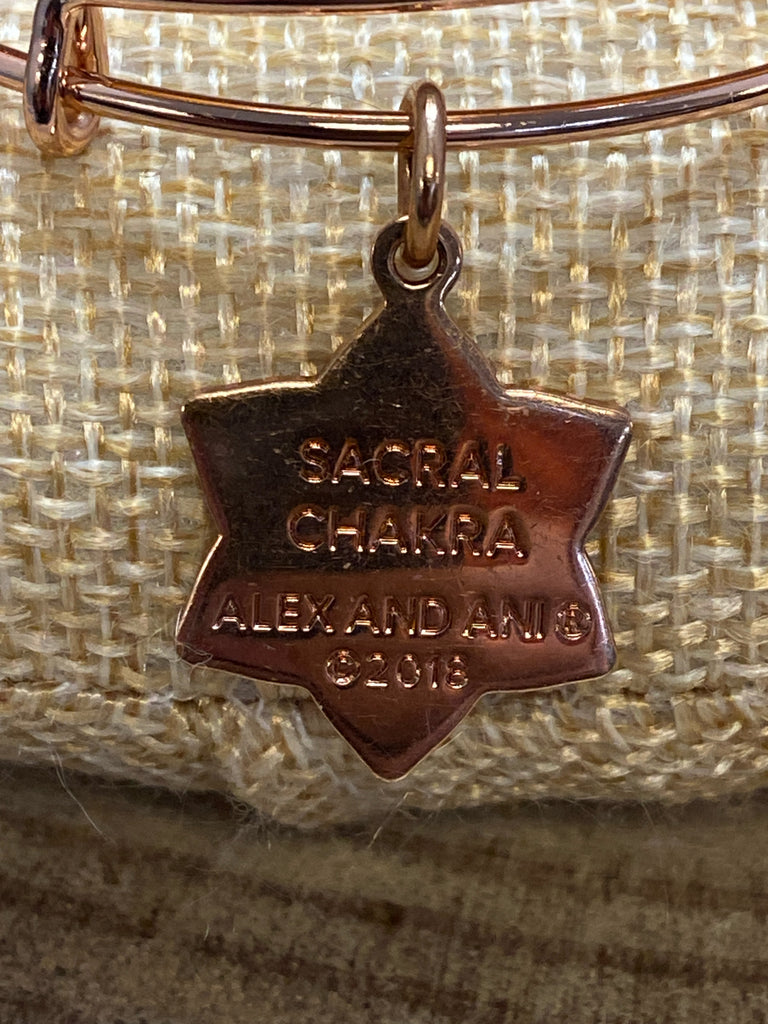 SACRAL
CHAKRA
ALEX AND ANI
©2018